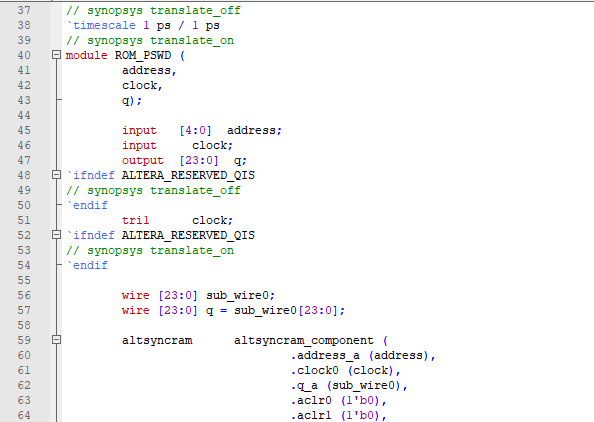 37 // synopsys translate_off
38 `timescale 1 ps / 1 ps
39 // synopsys translate_on
40 module ROM_PSWD (
41 address,
42 clock,
43 q);
44
45 input [4:0] address;
46 input clock;
47 output [23:0] q;
48 `ifndef ALTERA_RESERVED_QIS
49 // synopsys translate_off
50 `endif
51 tri1 clock;
52 `ifndef ALTERA_RESERVED_QIS
53 // synopsys translate_on
54 `endif
55
56 wire [23:0] sub_wire0;
57 wire [23:0] q = sub_wire0[23:0];
58
59 altsyncram altsyncram_component (
60 .address_a (address),
61 .clock0 (clock),
62 .q_a (sub_wire0),
63 .aclr0 (1'b0),
64 .aclr1 (1'b0),